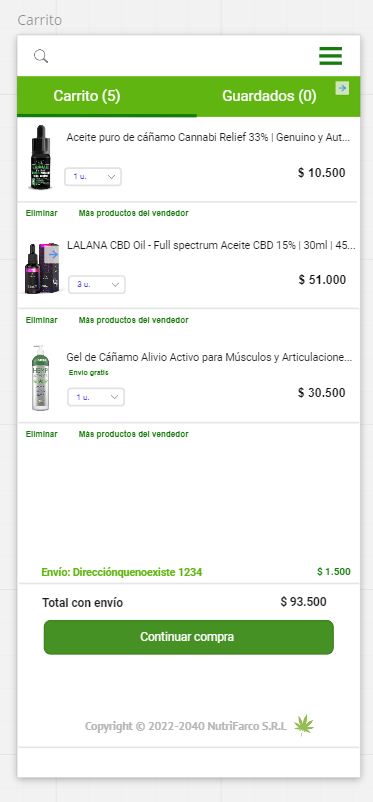 Carrito
Carrito (5)
Guardados (0)
Aceite puro de cáñamo Cannabi Relief 33% | Genuino y Aut...
1 u.
$ 10.500
Eliminar
Más productos del vendedor
LALANA CBD Oil - Full spectrum Aceite CBD 15% | 30ml | 45...
3 u.
$ 51.000
Eliminar
Más productos del vendedor
Gel de Cáñamo Alivio Activo para Músculos y Articulacione...
Envío gratis
HEMP
1 u.
$ 30.500
Eliminar
Más productos del vendedor
Envío: Direcciónquenoexiste 1234
$ 1.500
Total con envío
$ 93.500
Continuar compra
Copyright © 2022-2040 NutriFarco S.R.L